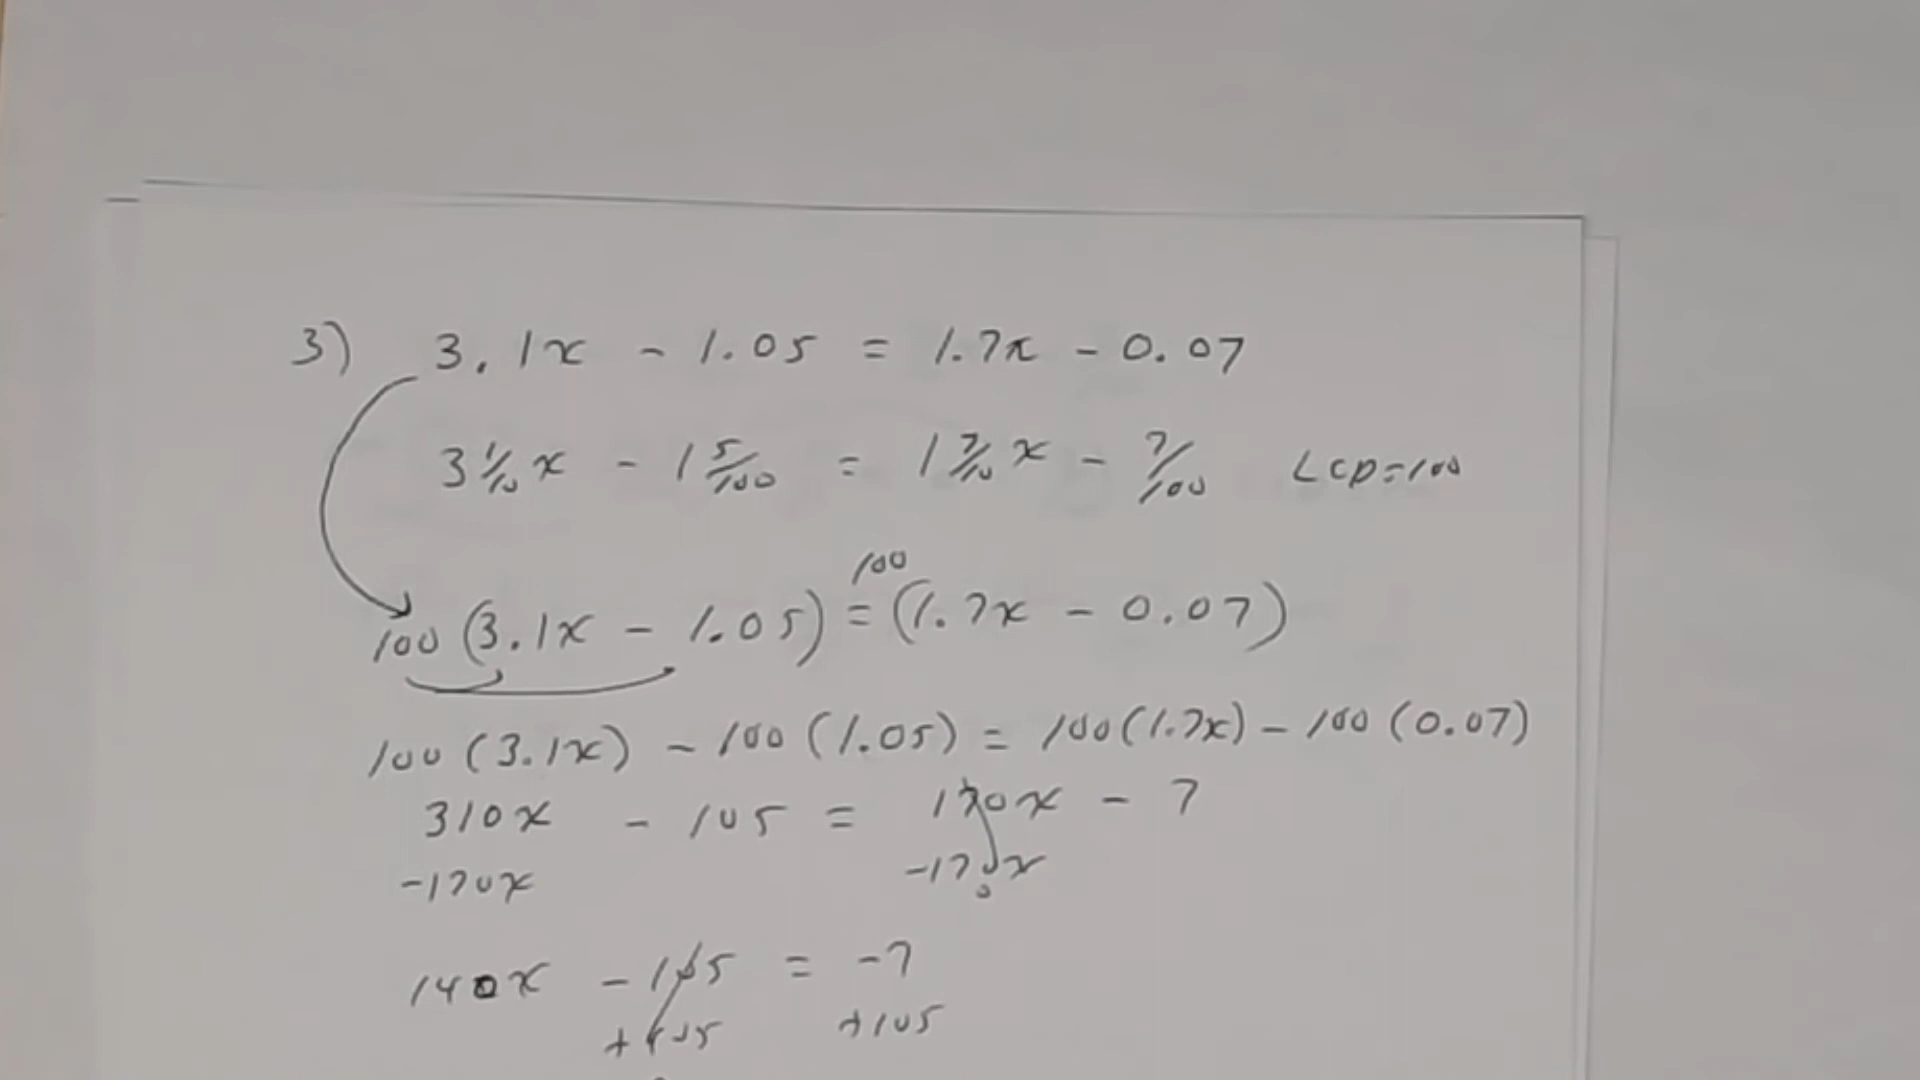 3) 3.1x - 1.05 = 1.7x - 0.07
3 1/10 x - 1 5/100 = 1 7/10 x - 7/100 LCD=100
100
100 (3.1x - 1.05) = (1.7x - 0.07)
100 (3.1x) - 100 (1.05) = 100 (1.7x) - 100 (0.07)
310x - 105 = 170x - 7
-170x -170x
0
140x - 105 = -7
+105 +105